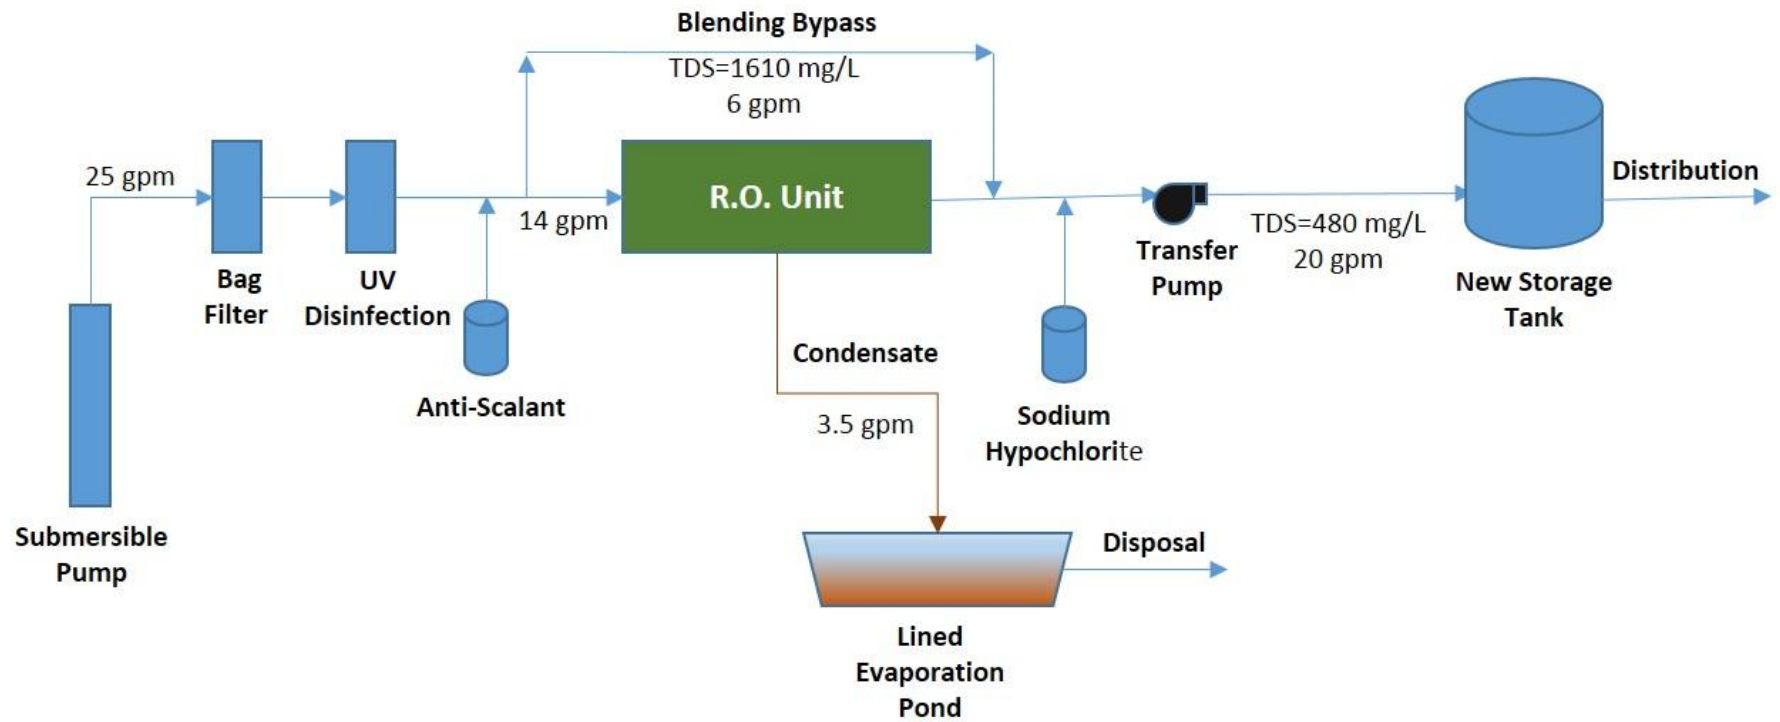 Blending Bypass
TDS=1610 mg/L
6 gpm
25 gpm
Bag
Filter
UV
Disinfection
Anti-Scalant
14 gpm
R.O. Unit
Condensate
3.5 gpm
Sodium
Hypochlorite
Transfer
Pump
TDS=480 mg/L
20 gpm
New Storage
Tank
Distribution
Submersible
Pump
Disposal
Lined
Evaporation
Pond